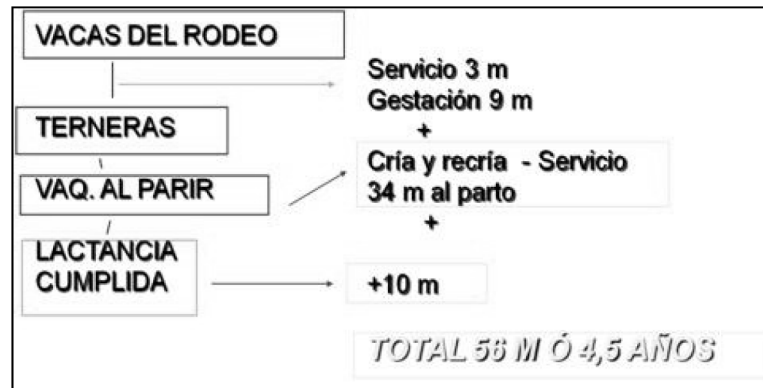 VACAS DEL RODEO
Servicio 3 m
Gestación 9 m
+
TERNERAS
Cría y recría - Servicio
34 m al parto
+
VAQ. AL PARIR
LACTANCIA
CUMPLIDA
+10 m
TOTAL 56 M Ó 4,5 AÑOS